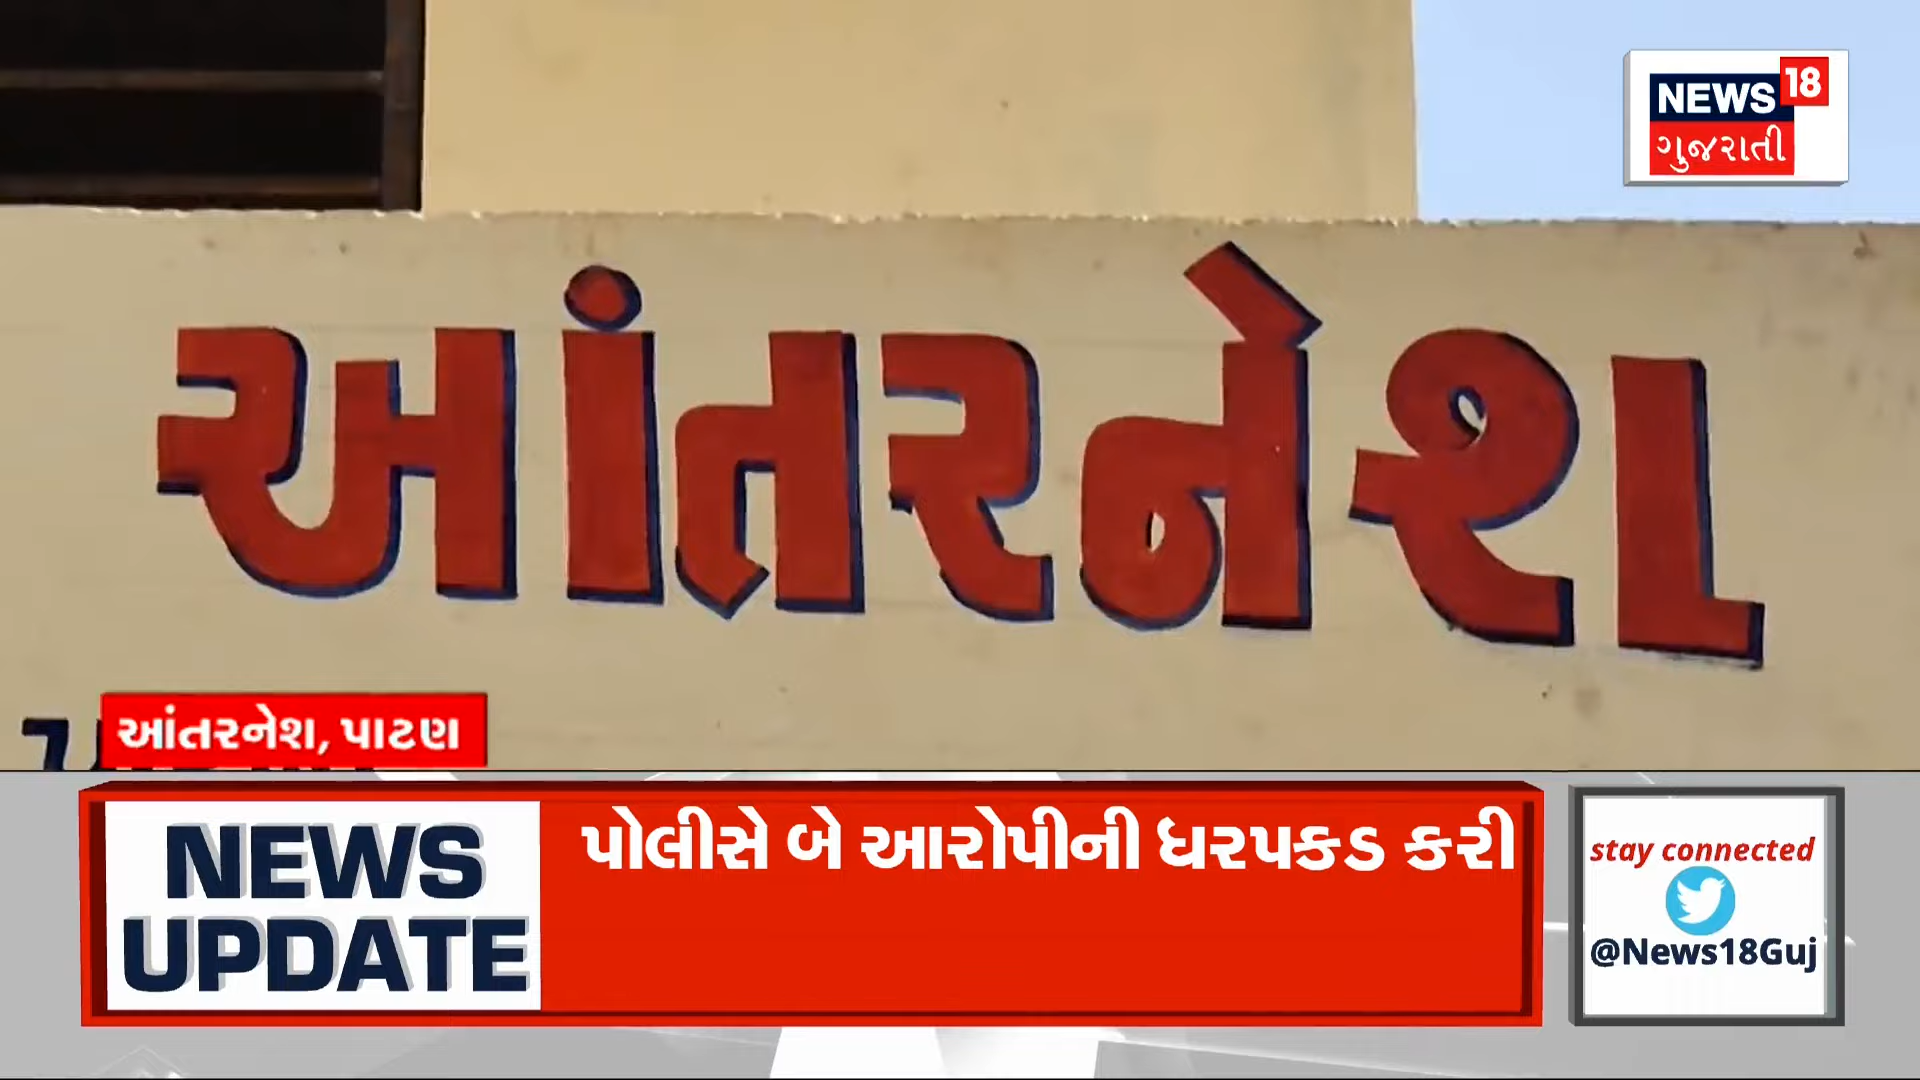 NEWS 18
ગુજરાતી
આંતરનેશ
આંતરનેશ, પાટણ
NEWS
UPDATE
પોલીસે બે આરોપીની ધરપકડ કરી
stay connected
@News18Guj